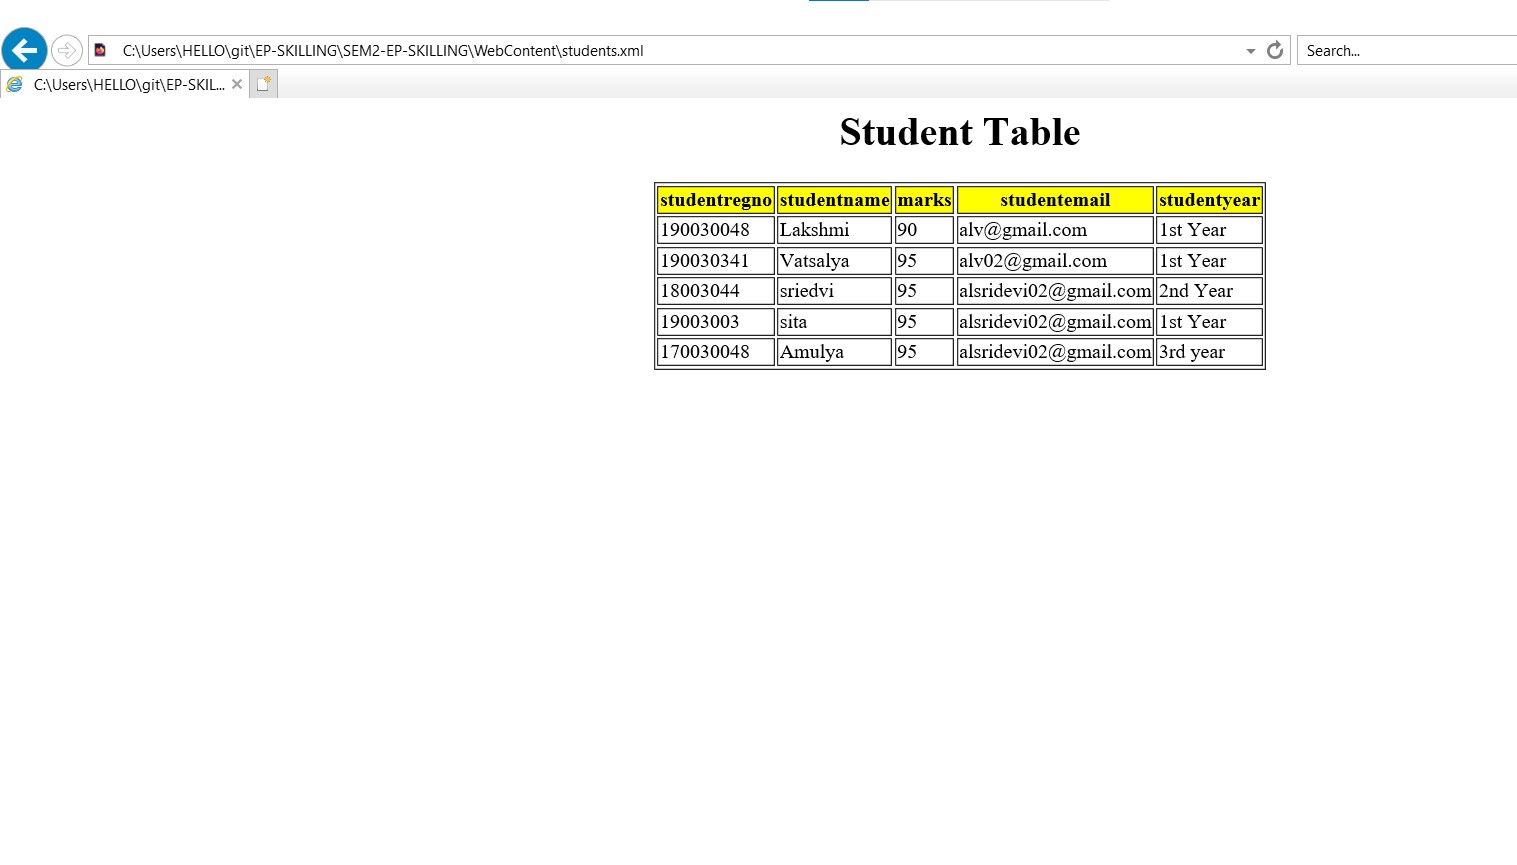 C:\Users\HELLO\git\EP-SKILLING\SEM2-EP-SKILLING\WebContent\students.xml Search...
C:\Users\HELLO\git\EP-SKIL...
Student Table
studentregno studentname marks studentemail studentyear
190030048 Lakshmi 90 alv@gmail.com 1st Year
190030341 Vatsalya 95 alv02@gmail.com 1st Year
18003044 sriedvi 95 alsridevi02@gmail.com 2nd Year
19003003 sita 95 alsridevi02@gmail.com 1st Year
170030048 Amulya 95 alsridevi02@gmail.com 3rd year